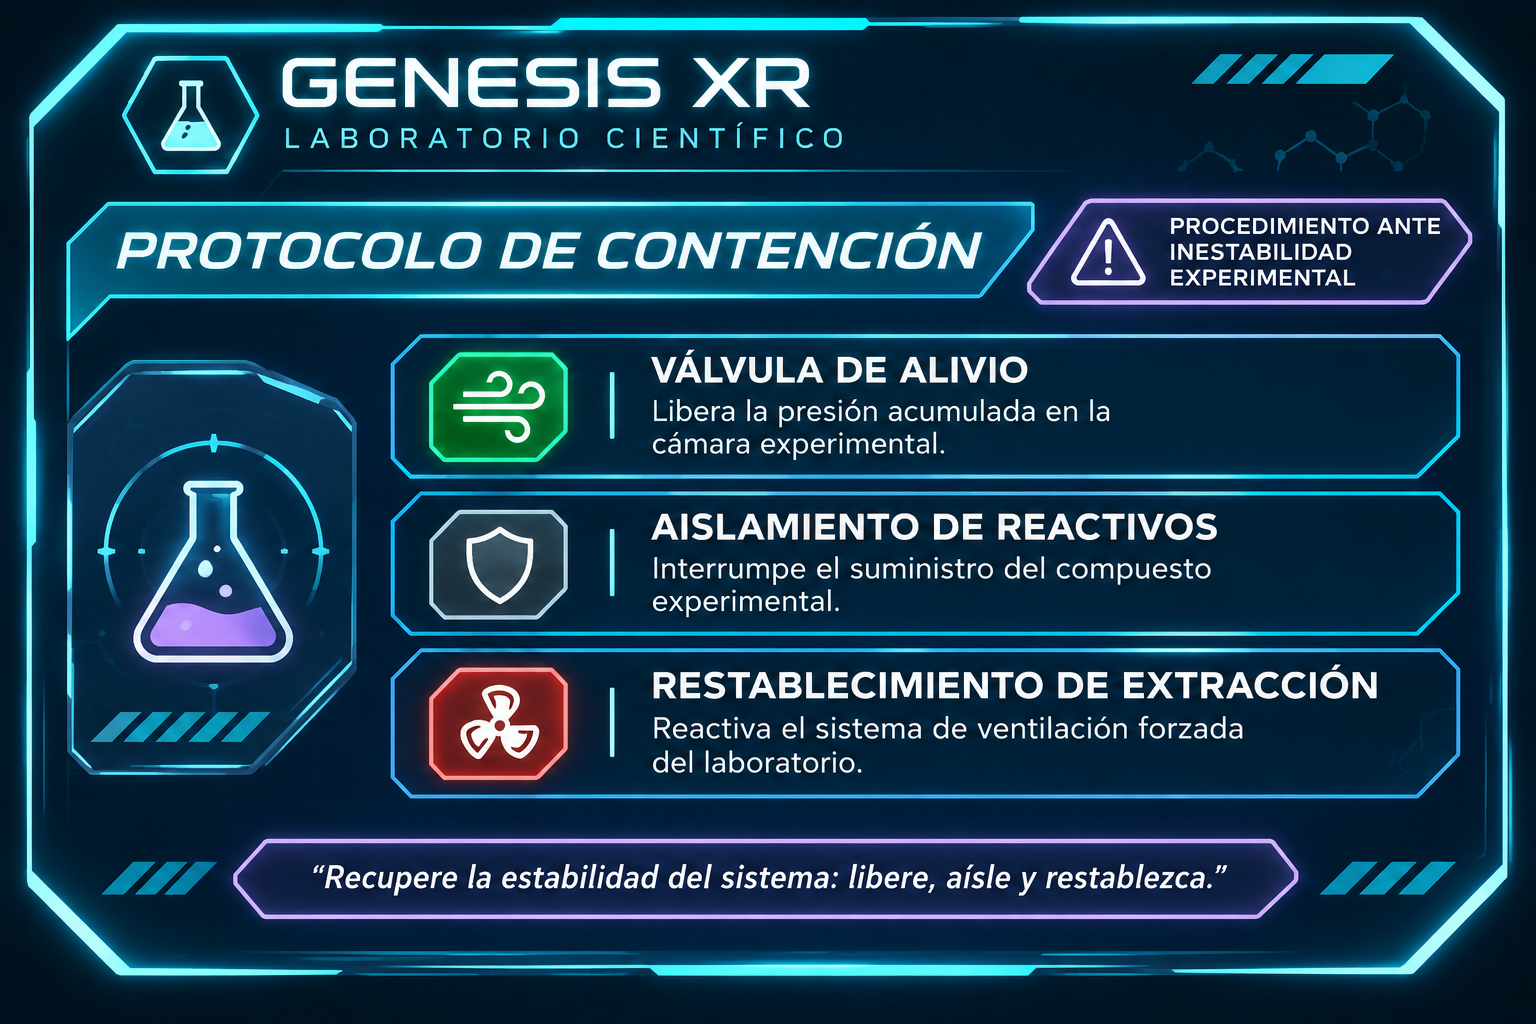 GENESIS XR
LABORATORIO CIENTÍFICO
PROTOCOLO DE CONTENCIÓN
PROCEDIMIENTO ANTE
INESTABILIDAD
EXPERIMENTAL
VÁLVULA DE ALIVIO
Libera la presión acumulada en la
cámara experimental.
AISLAMIENTO DE REACTIVOS
Interrumpe el suministro del compuesto
experimental.
RESTABLECIMIENTO DE EXTRACCIÓN
Reactiva el sistema de ventilación forzada
del laboratorio.
“Recupere la estabilidad del sistema: libere, aísle y restablezca.”